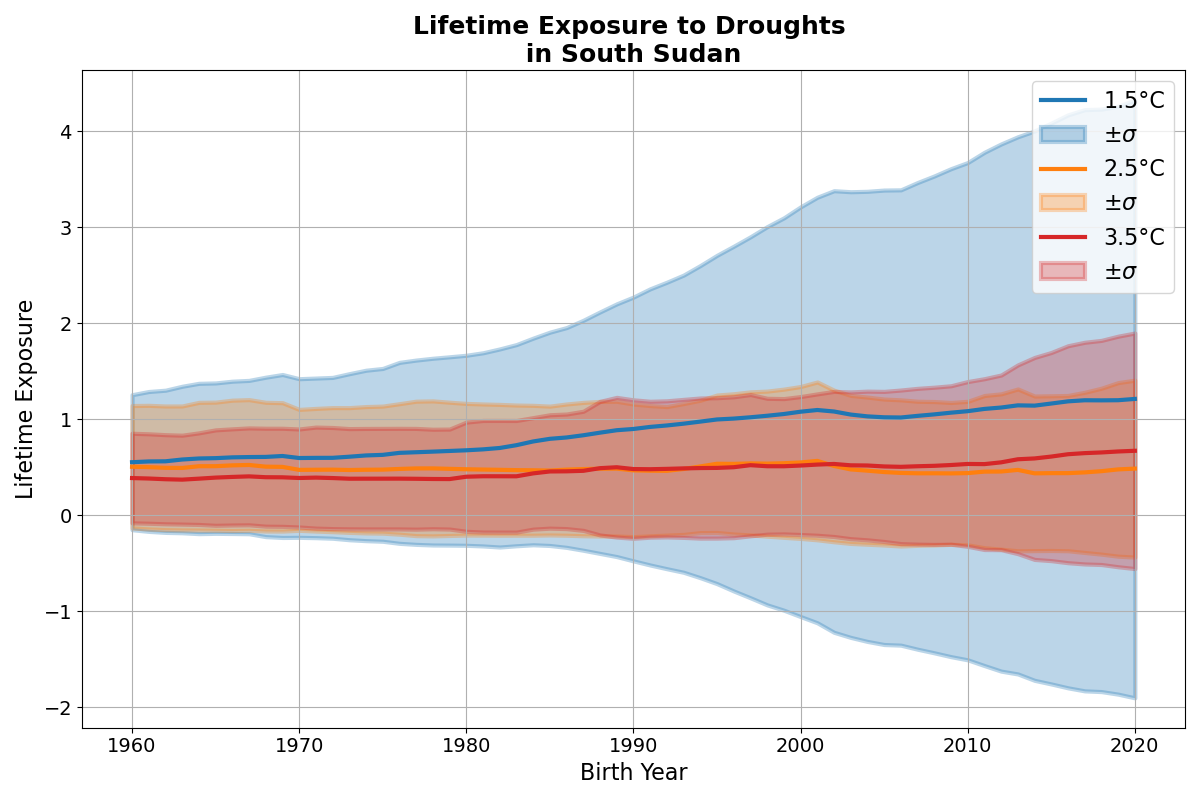 Lifetime Exposure to Droughts
in South Sudan
1.5°C
±σ
2.5°C
±σ
3.5°C
±σ
Lifetime Exposure
4
3
2
1
0
−1
−2
1960 1970 1980 1990 2000 2010 2020
Birth Year